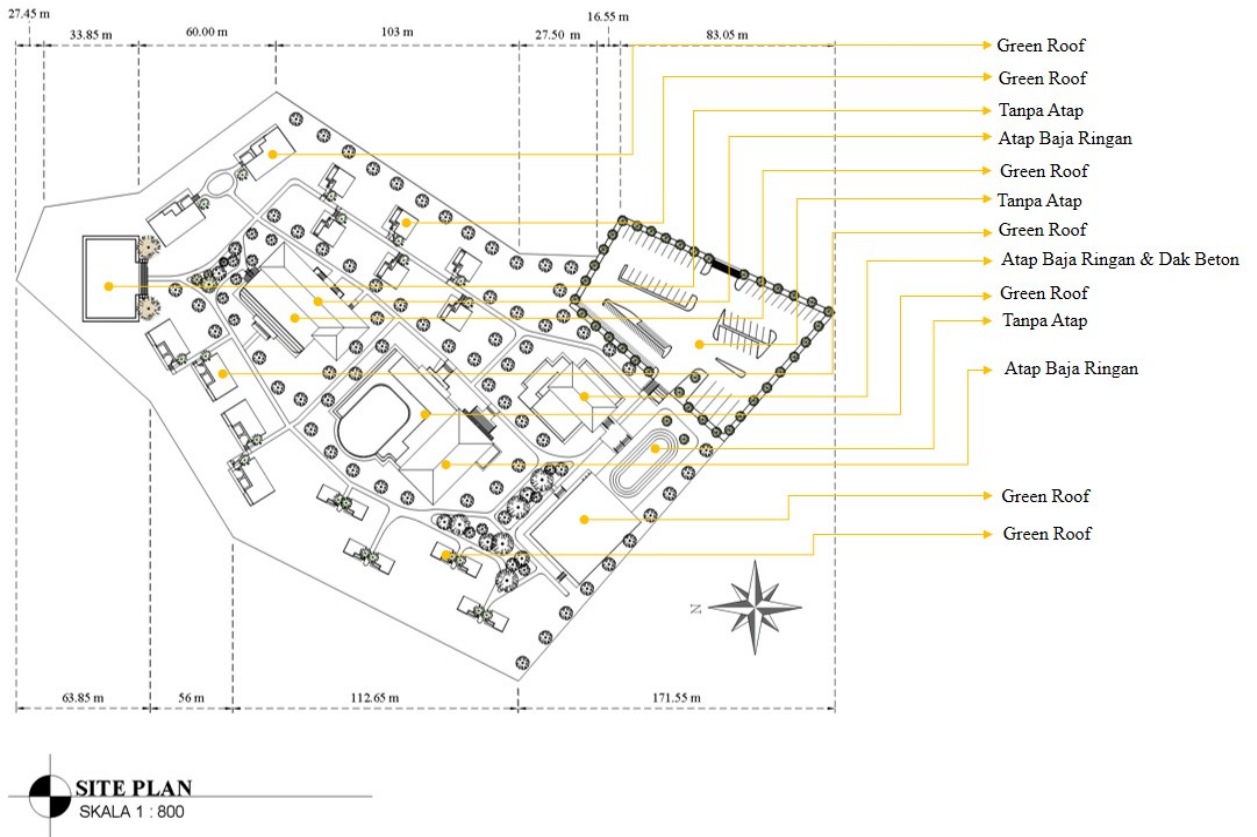 27.45 m
16.55 m
33.85 m
60.00 m
103 m
27.50 m
83.05 m
Green Roof
Green Roof
Tanpa Atap
Atap Baja Ringan
Green Roof
Tanpa Atap
Green Roof
Atap Baja Ringan & Dak Beton
Green Roof
Tanpa Atap
Atap Baja Ringan
Green Roof
Green Roof
N
63.85 m
56 m
112.65 m
171.55 m
SITE PLAN
SKALA 1 : 800